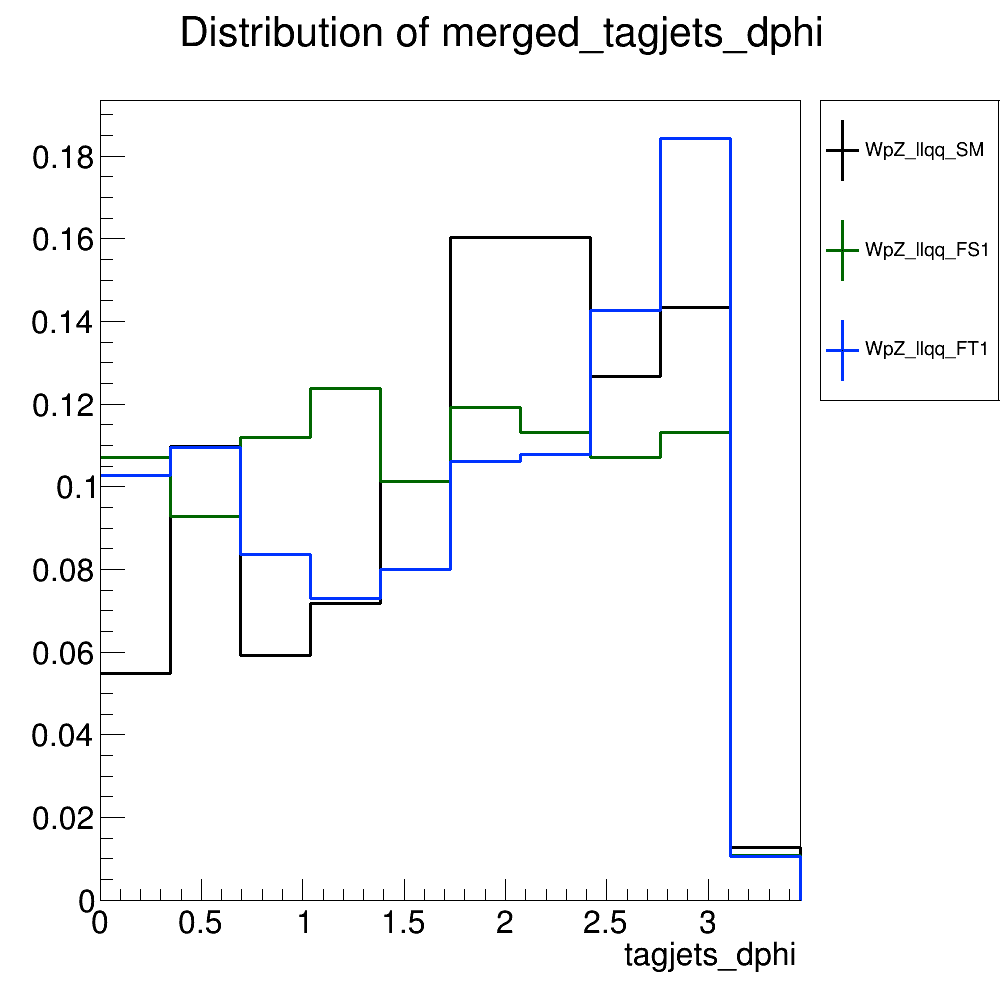 Distribution of merged_tagjets_dphi
0.18
0.16
0.14
0.12
0.1
0.08
0.06
0.04
0.02
0
0 0.5 1 1.5 2 2.5 3
tagjets_dphi
WpZ_llqq_SM
WpZ_llqq_FS1
WpZ_llqq_FT1